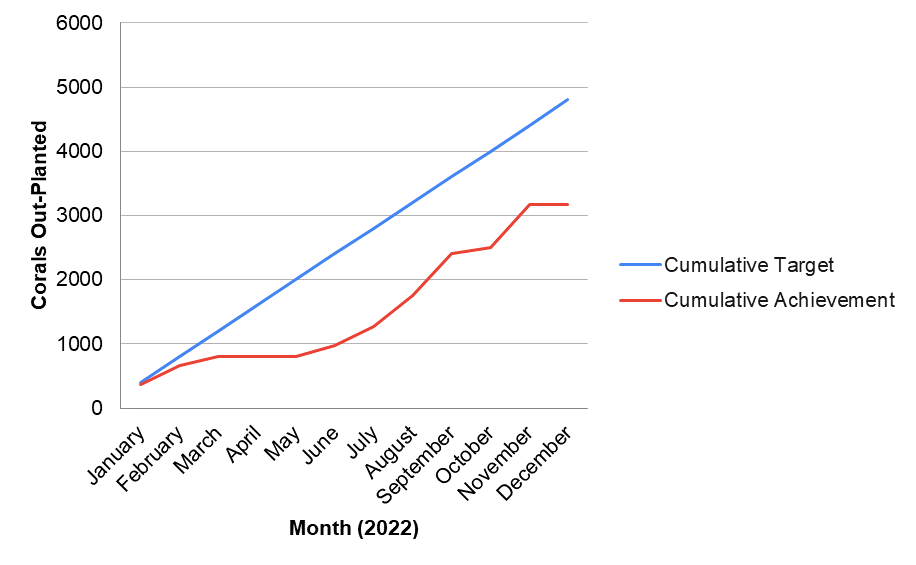 6000
5000
4000
3000
2000
1000
0
Corals Out-Planted
January
February
March
April
May
June
July
August
September
October
November
December
Month (2022)
Cumulative Target
Cumulative Achievement